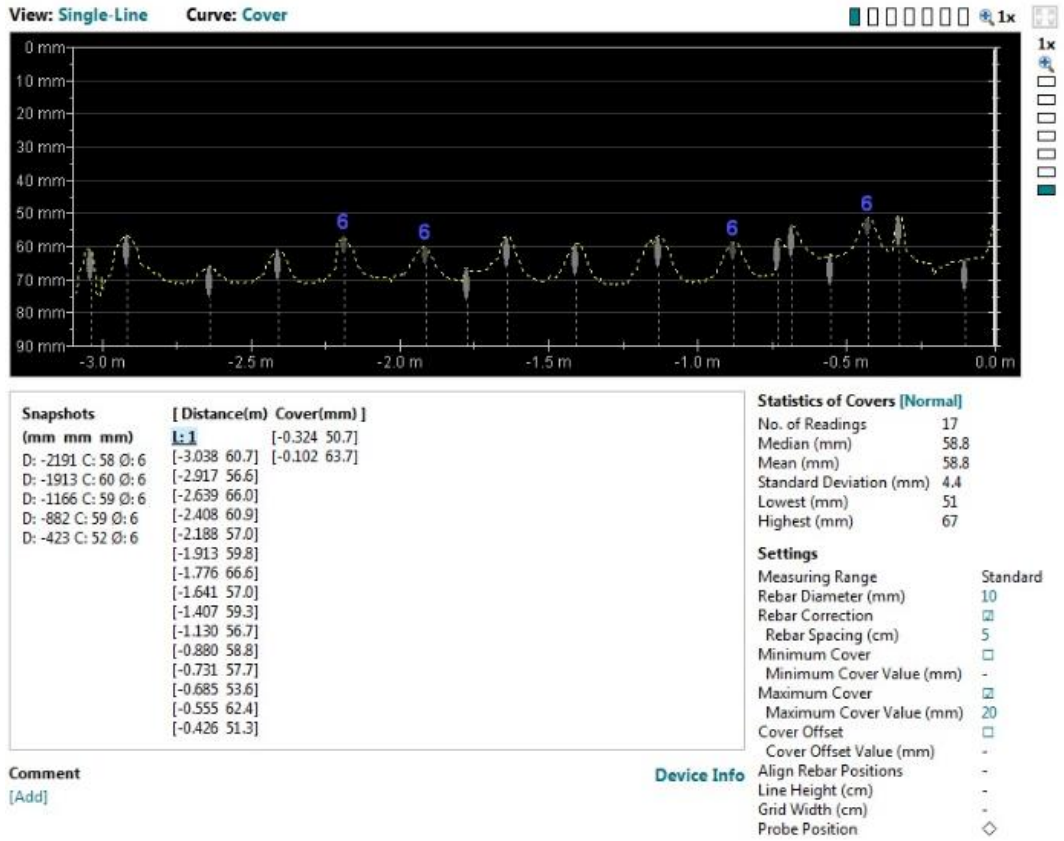 View: Single-Line Curve: Cover 1x
1x
0 mm
10 mm
20 mm
30 mm
40 mm
50 mm
60 mm
70 mm
80 mm
90 mm
6 6 6 6
-3.0 m -2.5 m -2.0 m -1.5 m -1.0 m -0.5 m 0.0 m
Snapshots
(mm mm mm)
D: -2191 C: 58 Ø: 6
D: -1913 C: 60 Ø: 6
D: -1166 C: 59 Ø: 6
D: -882 C: 59 Ø: 6
D: -423 C: 52 Ø: 6
[ Distance(m) Cover(mm) ]
L: 1
[-3.038 60.7]
[-2.917 56.6]
[-2.639 66.0]
[-2.408 60.9]
[-2.188 57.0]
[-1.913 59.8]
[-1.776 66.6]
[-1.641 57.0]
[-1.407 59.3]
[-1.130 56.7]
[-0.880 58.8]
[-0.731 57.7]
[-0.685 53.6]
[-0.555 62.4]
[-0.426 51.3]
[-0.324 50.7]
[-0.102 63.7]
Statistics of Covers [Normal]
No. of Readings 17
Median (mm) 58.8
Mean (mm) 58.8
Standard Deviation (mm) 4.4
Lowest (mm) 51
Highest (mm) 67
Settings
Measuring Range Standard
Rebar Diameter (mm) 10
Rebar Correction ☑
Rebar Spacing (cm) 5
Minimum Cover ☐
Minimum Cover Value (mm) -
Maximum Cover ☑
Maximum Cover Value (mm) 20
Cover Offset ☐
Cover Offset Value (mm) -
Align Rebar Positions -
Line Height (cm) -
Grid Width (cm) -
Probe Position ◇
Comment
[Add]
Device Info